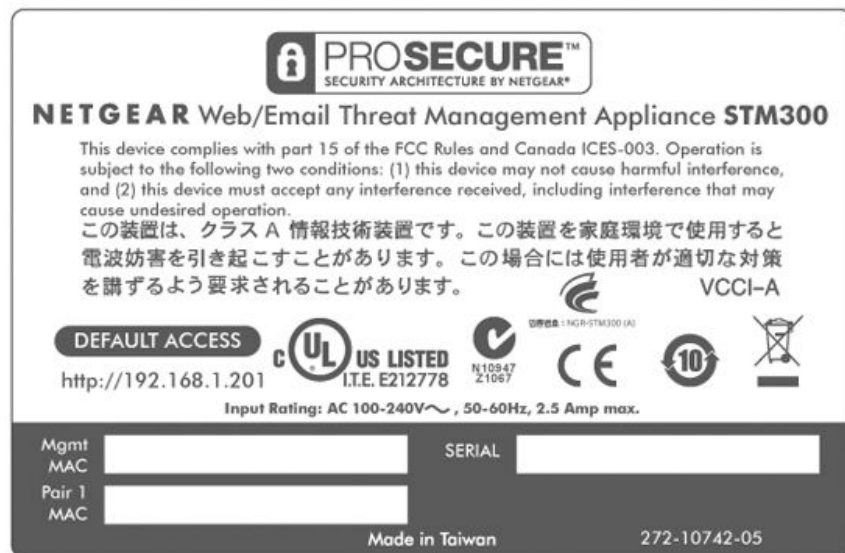 PROSECURE™
SECURITY ARCHITECTURE BY NETGEAR®
NETGEAR Web/Email Threat Management Appliance STM300
This device complies with part 15 of the FCC Rules and Canada ICES-003. Operation is
subject to the following two conditions: (1) this device may not cause harmful interference,
and (2) this device must accept any interference received, including interference that may
cause undesired operation.
この装置は、クラス A 情報技術装置です。この装置を家庭環境で使用すると
電波妨害を引き起こすことがあります。この場合には使用者が適切な対策
を講ずるよう要求されることがあります。
VCCI-A
인증번호 : NGR-STM300 (A)
DEFAULT ACCESS
http://192.168.1.201
C UL US LISTED
I.T.E. E212778
N10947
Z1067
CE
10
Input Rating: AC 100-240V～ , 50-60Hz, 2.5 Amp max.
Mgmt
MAC
SERIAL
Pair 1
MAC
Made in Taiwan
272-10742-05